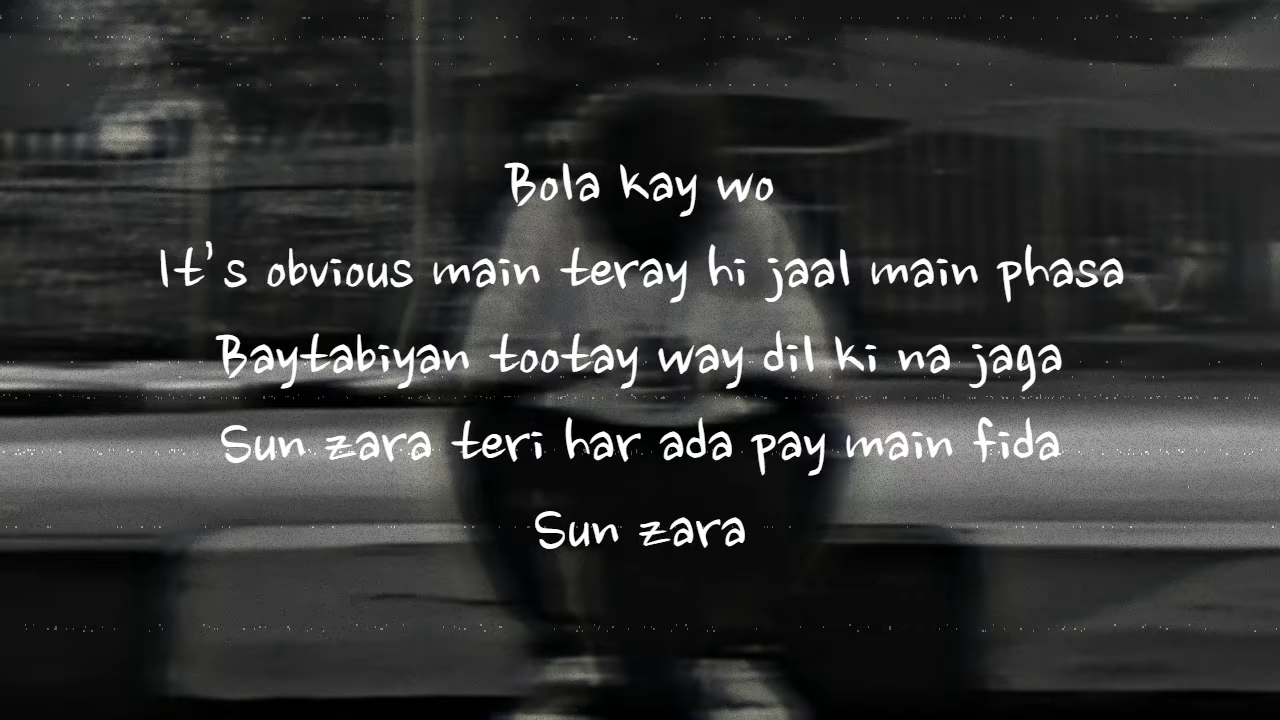 Bola kay wo
It's obvious main teray hi jaal main phasa
Baytabiyan tootay way dil ki na jaga
Sun zara teri har ada pay main fida
Sun zara